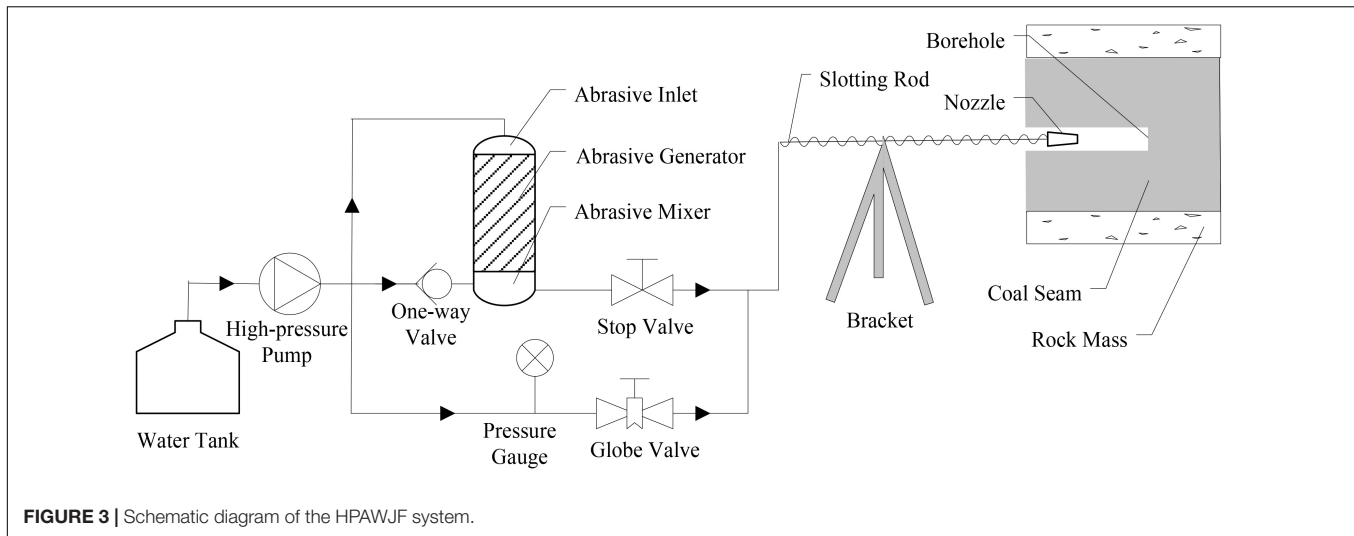 Borehole
Slotting Rod
Nozzle
Abrasive Inlet
Abrasive Generator
Abrasive Mixer
High-pressure
Pump
One-way
Valve
Stop Valve
Bracket
Coal Seam
Rock Mass
Water Tank
Pressure
Gauge
Globe Valve
FIGURE 3 | Schematic diagram of the HPAWJF system.